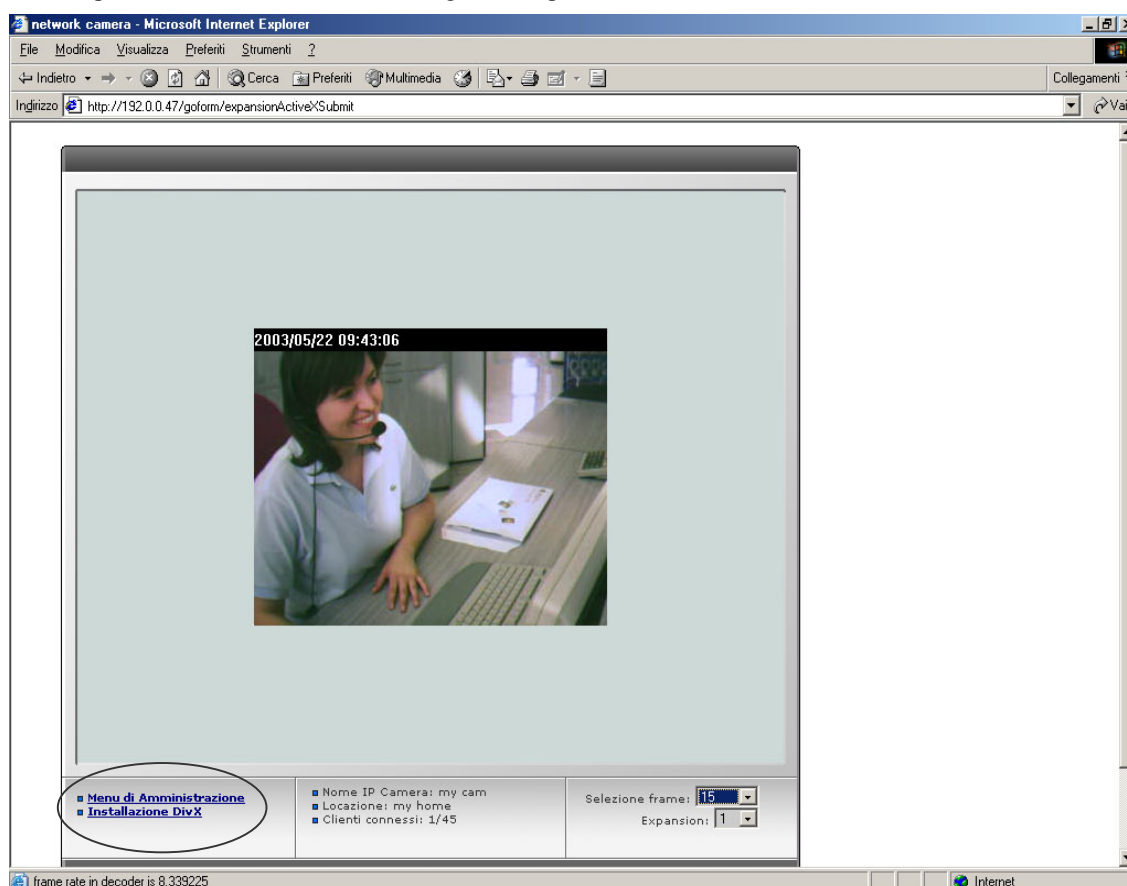 network camera - Microsoft Internet Explorer
File Modifica Visualizza Preferiti Strumenti ?
Indietro Cerca Preferiti Multimedia Collegamenti
Indirizzo http://192.0.0.47/goform/expansionActiveXSubmit Vai
2003/05/22 09:43:06
Menu di Amministrazione
Installazione DivX
Nome IP Camera: my cam
Locazione: my home
Clienti connessi: 1/45
Selezione frame: 15
Expansion: 1
frame rate in decoder is 8.339225 Internet